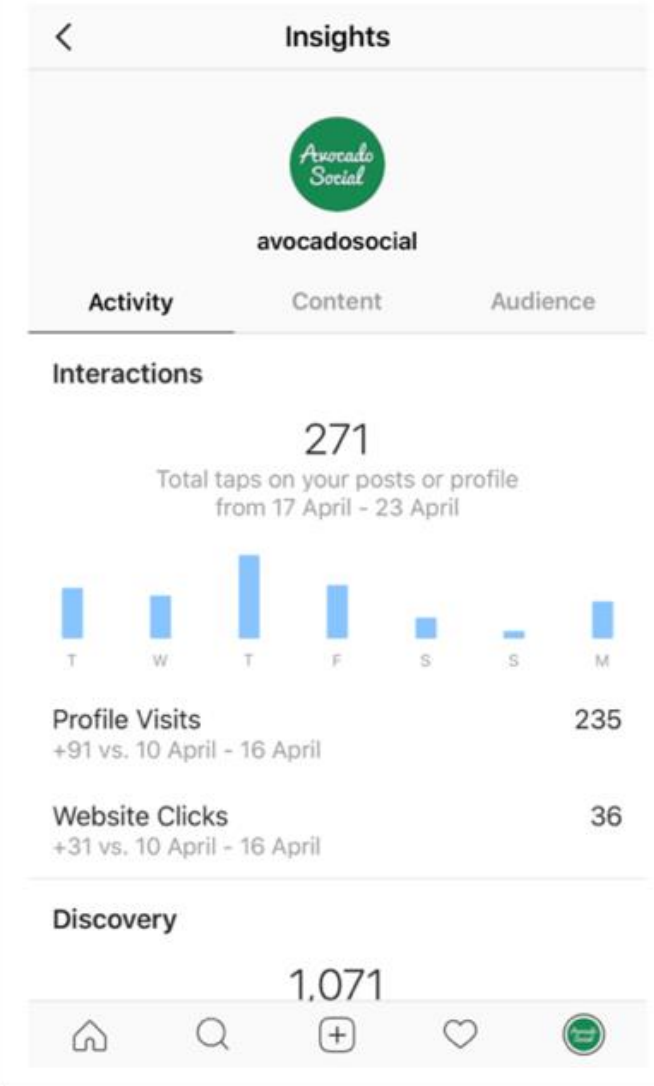 Insights
Avocado
Social
avocadosocial
Activity Content Audience
Interactions
271
Total taps on your posts or profile
from 17 April - 23 April
T W T F S S M
Profile Visits 235
+91 vs. 10 April - 16 April
Website Clicks 36
+31 vs. 10 April - 16 April
Discovery
1,071
Avocado
Social